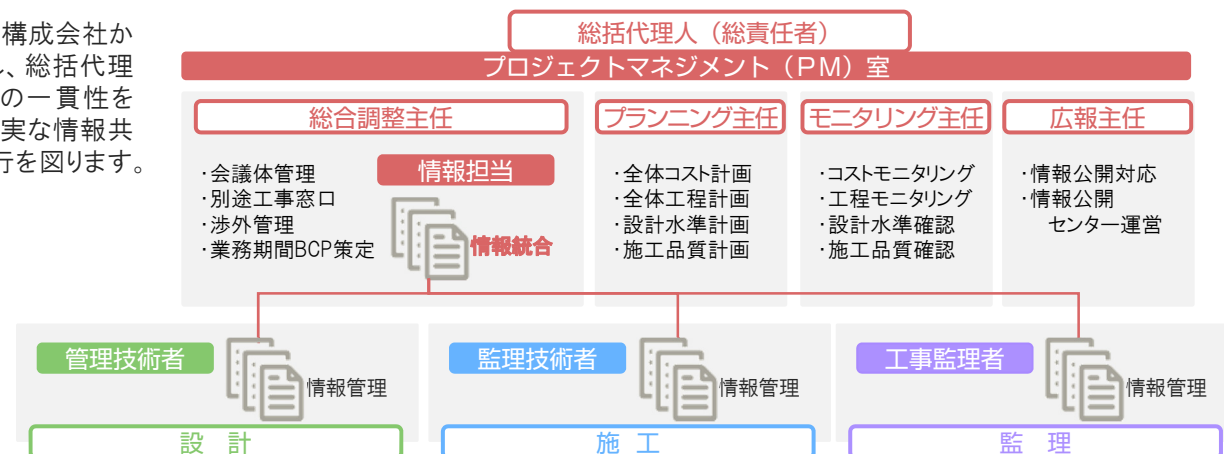 構成会社か
、総括代理
の一貫性を
実な情報共
行を図ります。
総括代理人（総責任者）
プロジェクトマネジメント（PM）室
総合調整主任
・会議体管理
・別途工事窓口
・渉外管理
・業務期間BCP策定
情報担当
情報統合
プランニング主任
・全体コスト計画
・全体工程計画
・設計水準計画
・施工品質計画
モニタリング主任
・コストモニタリング
・工程モニタリング
・設計水準確認
・施工品質確認
広報主任
・情報公開対応
・情報公開
センター運営
管理技術者
情報管理
設 計
監理技術者
情報管理
施 工
工事監理者
情報管理
監 理